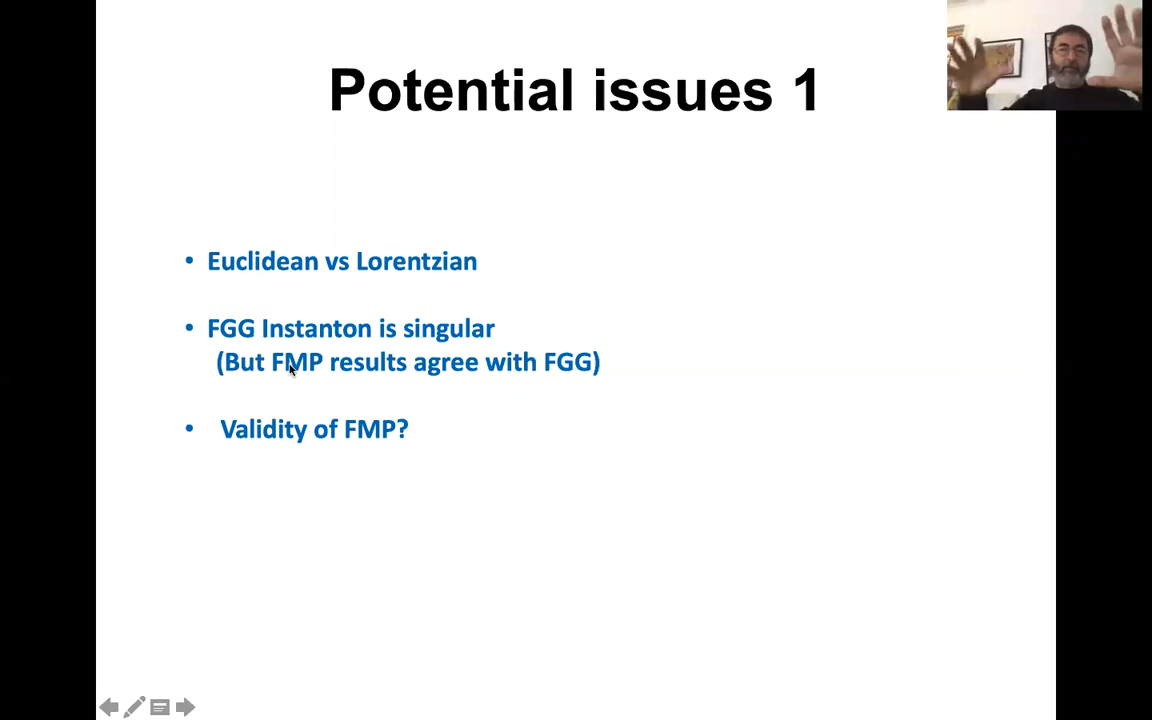 Potential issues 1
• Euclidean vs Lorentzian
• FGG Instanton is singular
(But FMP results agree with FGG)
• Validity of FMP?